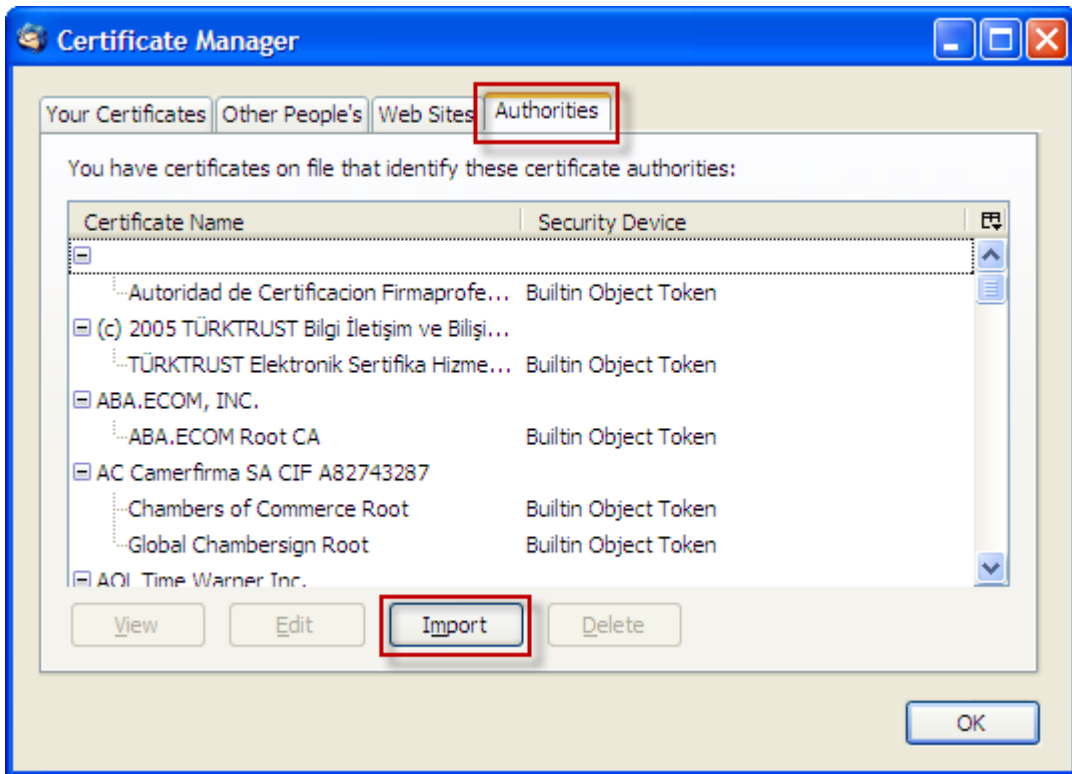 Certificate Manager
Your Certificates Other People's Web Sites Authorities
You have certificates on file that identify these certificate authorities:
Certificate Name Security Device
Autoridad de Certificacion Firmaprofe... Builtin Object Token
(c) 2005 TÜRKTRUST Bilgi İletişim ve Bilişi...
TÜRKTRUST Elektronik Sertifika Hizme... Builtin Object Token
ABA.ECOM, INC.
ABA.ECOM Root CA Builtin Object Token
AC Camerfirma SA CIF A82743287
Chambers of Commerce Root Builtin Object Token
Global Chambersign Root Builtin Object Token
AOL Time Warner Inc.
View Edit Import Delete
OK